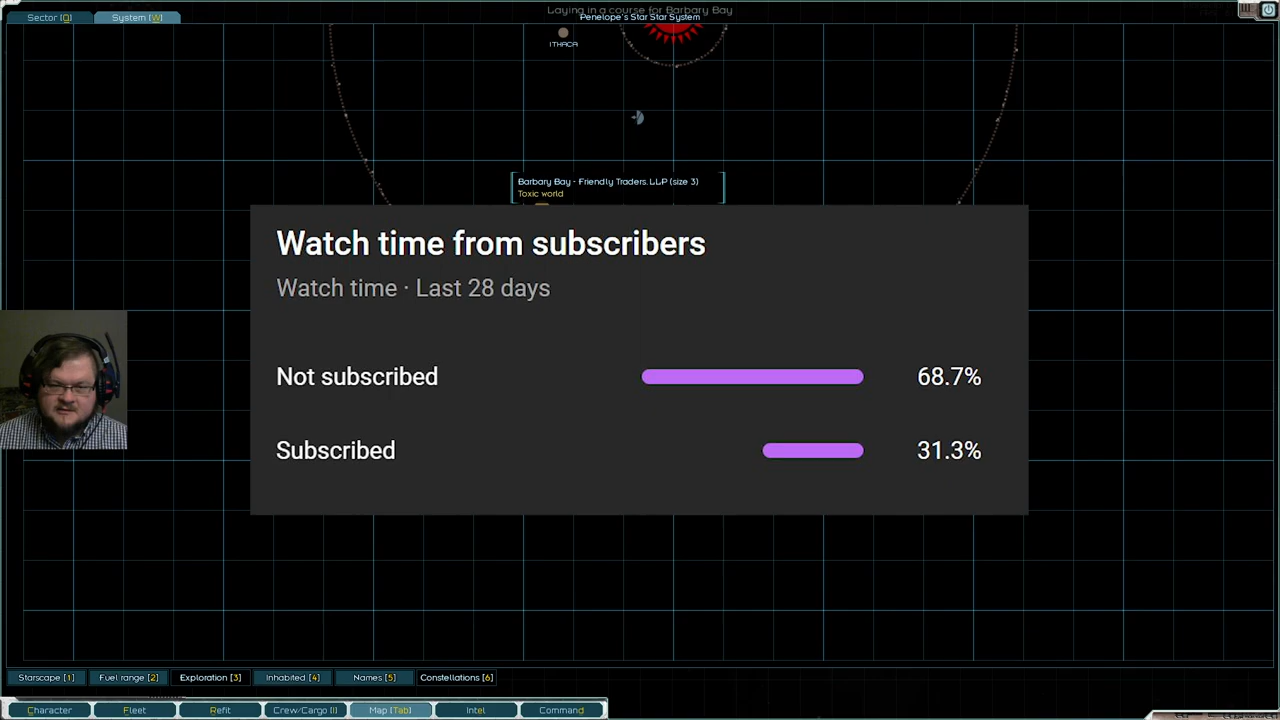 Laying in a course for Barbary Bay
Sector [Q]
System [W]
Penelope's Star Star System
ITHACA
Barbary Bay - Friendly Traders, LLP (size 3)
Toxic world
Watch time from subscribers
Watch time · Last 28 days
Not subscribed 68.7%
Subscribed 31.3%
Starscape [1]
Fuel range [2]
Exploration [3]
Inhabited [4]
Names [5]
Constellations [6]
Character
Fleet
Refit
Crew/Cargo [I]
Map [Tab]
Intel
Command